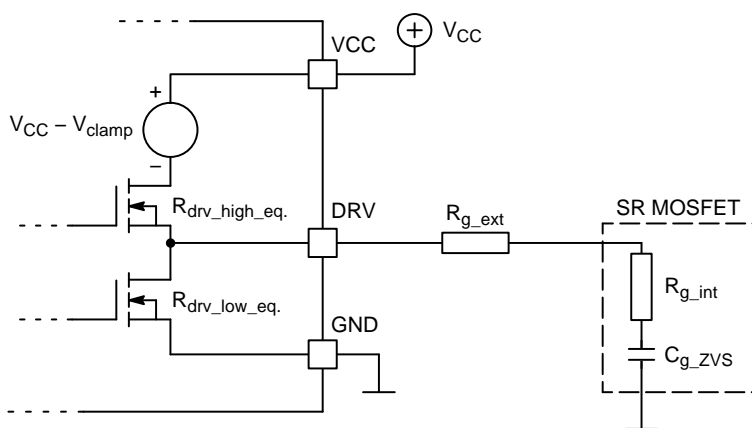 VCC
V_CC
+
V_CC – V_clamp
–
R_drv_high_eq.
DRV
R_g_ext
SR MOSFET
R_drv_low_eq.
R_g_int
GND
C_g_ZVS